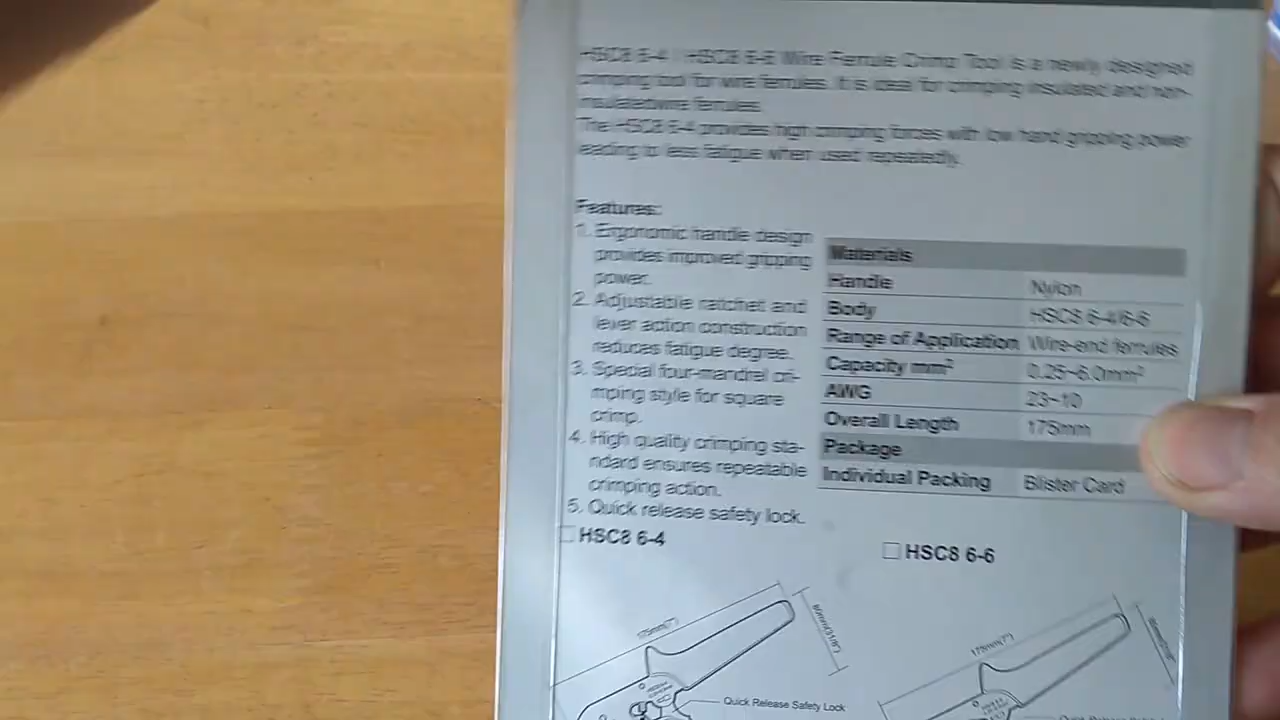 HSC8 6-4 / HSC8 6-6 Wire Ferrule Crimp Tool is a newly designed
crimping tool for wire ferrules. It is ideal for crimping insulated and non-
insulatedwire ferrules.
The HSC8 6-4 provides high crimping forces with low hand gripping power
leading to less fatigue when used repeatedly.
Features:
1. Ergonomic handle design
provides improved gripping
power.
2. Adjustable ratchet and
lever action construction
reduces fatigue degree.
3. Special four-mandrel cri-
mping style for square
crimp.
4. High quality crimping sta-
ndard ensures repeatable
crimping action.
5. Quick release safety lock.
Materials
Handle Nylon
Body HSC8 6-4/6-6
Range of Application Wire-end ferrules
Capacity mm² 0.25~6.0mm²
AWG 23~10
Overall Length 175mm
Package
Individual Packing Blister Card
HSC8 6-4
HSC8 6-6
175mm(7")
175mm(7")
Quick Release Safety Lock
Quick Release